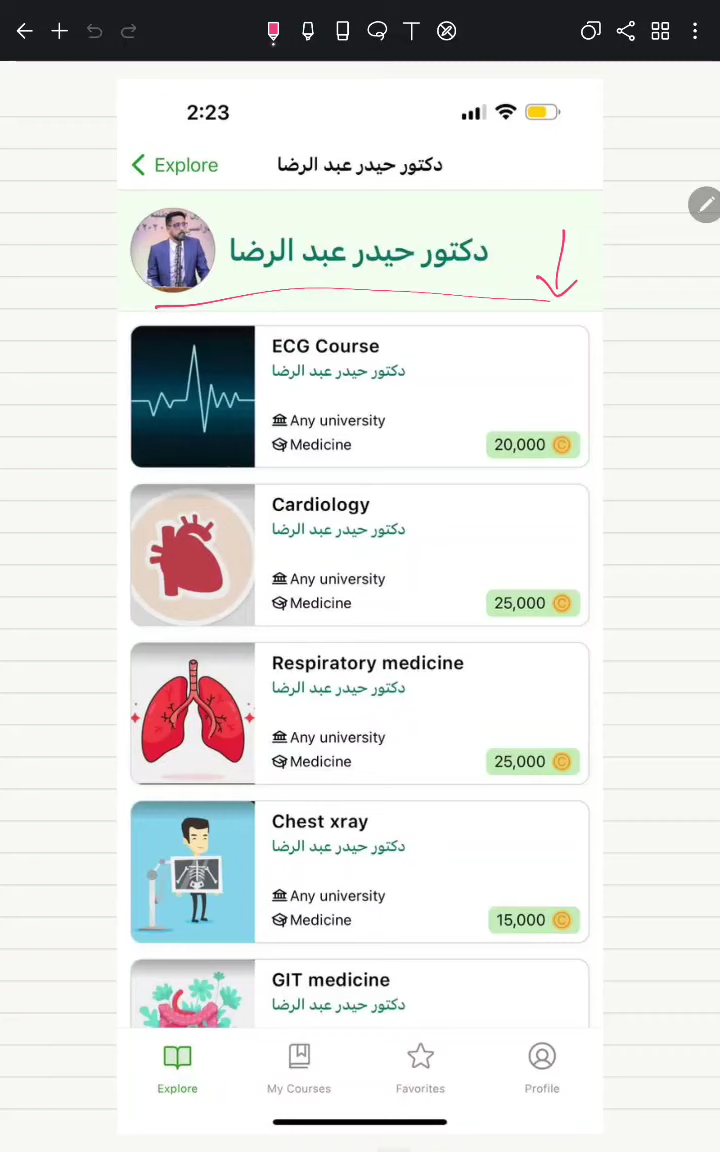 2:23
Explore
دكتور حيدر عبد الرضا
دكتور حيدر عبد الرضا
ECG Course
دكتور حيدر عبد الرضا
Any university
Medicine
20,000
Cardiology
دكتور حيدر عبد الرضا
Any university
Medicine
25,000
Respiratory medicine
دكتور حيدر عبد الرضا
Any university
Medicine
25,000
Chest xray
دكتور حيدر عبد الرضا
Any university
Medicine
15,000
GIT medicine
دكتور حيدر عبد الرضا
Explore
My Courses
Favorites
Profile